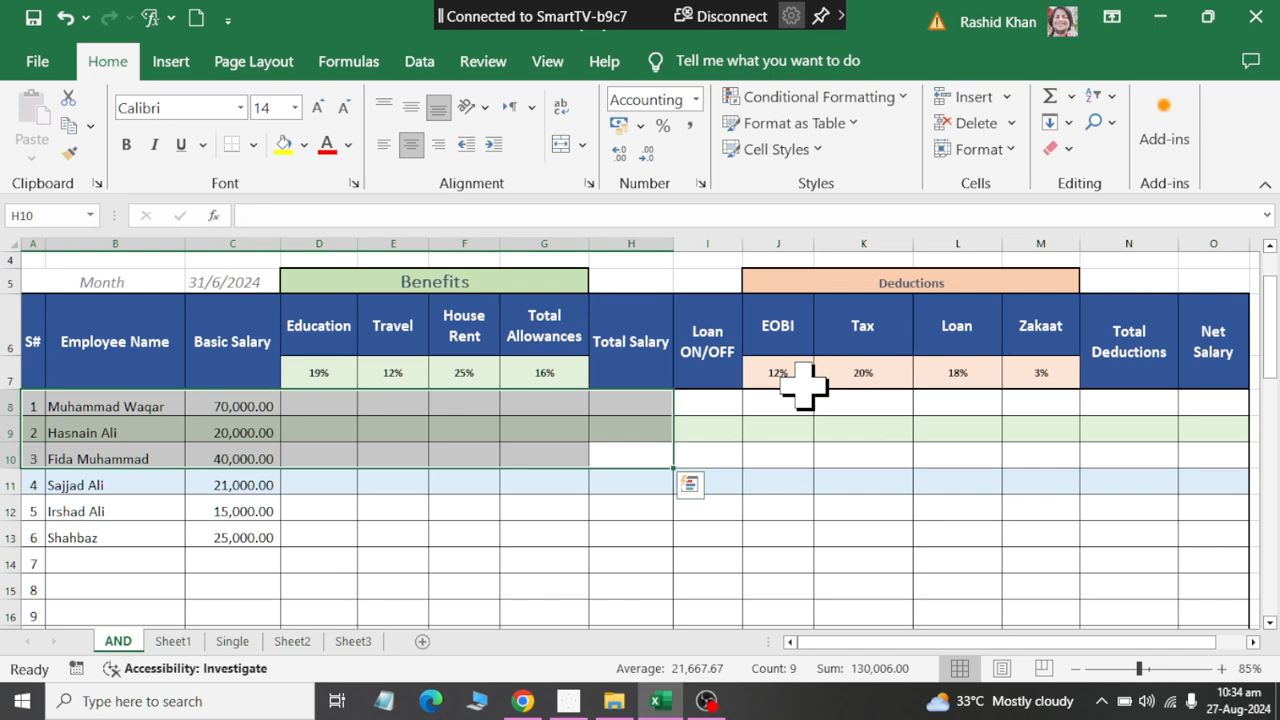 Connected to SmartTV-b9c7
Disconnect
Rashid Khan
File
Home
Insert
Page Layout
Formulas
Data
Review
View
Help
Tell me what you want to do
Paste
Clipboard
Calibri
14
B I U
Font
Alignment
Accounting
Number
Conditional Formatting
Format as Table
Cell Styles
Styles
Insert
Delete
Format
Cells
Editing
Add-ins
Add-ins
H10
fx
A B C D E F G H I J K L M N O
4
5 Month 31/6/2024 Benefits Deductions
6 S# Employee Name Basic Salary Education Travel House Rent Total Allowances Total Salary Loan ON/OFF EOBI Tax Loan Zakaat Total Deductions Net Salary
7 19% 12% 25% 16% 12% 20% 18% 3%
8 1 Muhammad Waqar 70,000.00
9 2 Hasnain Ali 20,000.00
10 3 Fida Muhammad 40,000.00
11 4 Sajjad Ali 21,000.00
12 5 Irshad Ali 15,000.00
13 6 Shahbaz 25,000.00
14 7
15 8
16 9
AND
Sheet1
Single
Sheet2
Sheet3
Ready
Accessibility: Investigate
Average: 21,667.67
Count: 9
Sum: 130,006.00
85%
Type here to search
33°C Mostly cloudy
10:34 am
27-Aug-2024